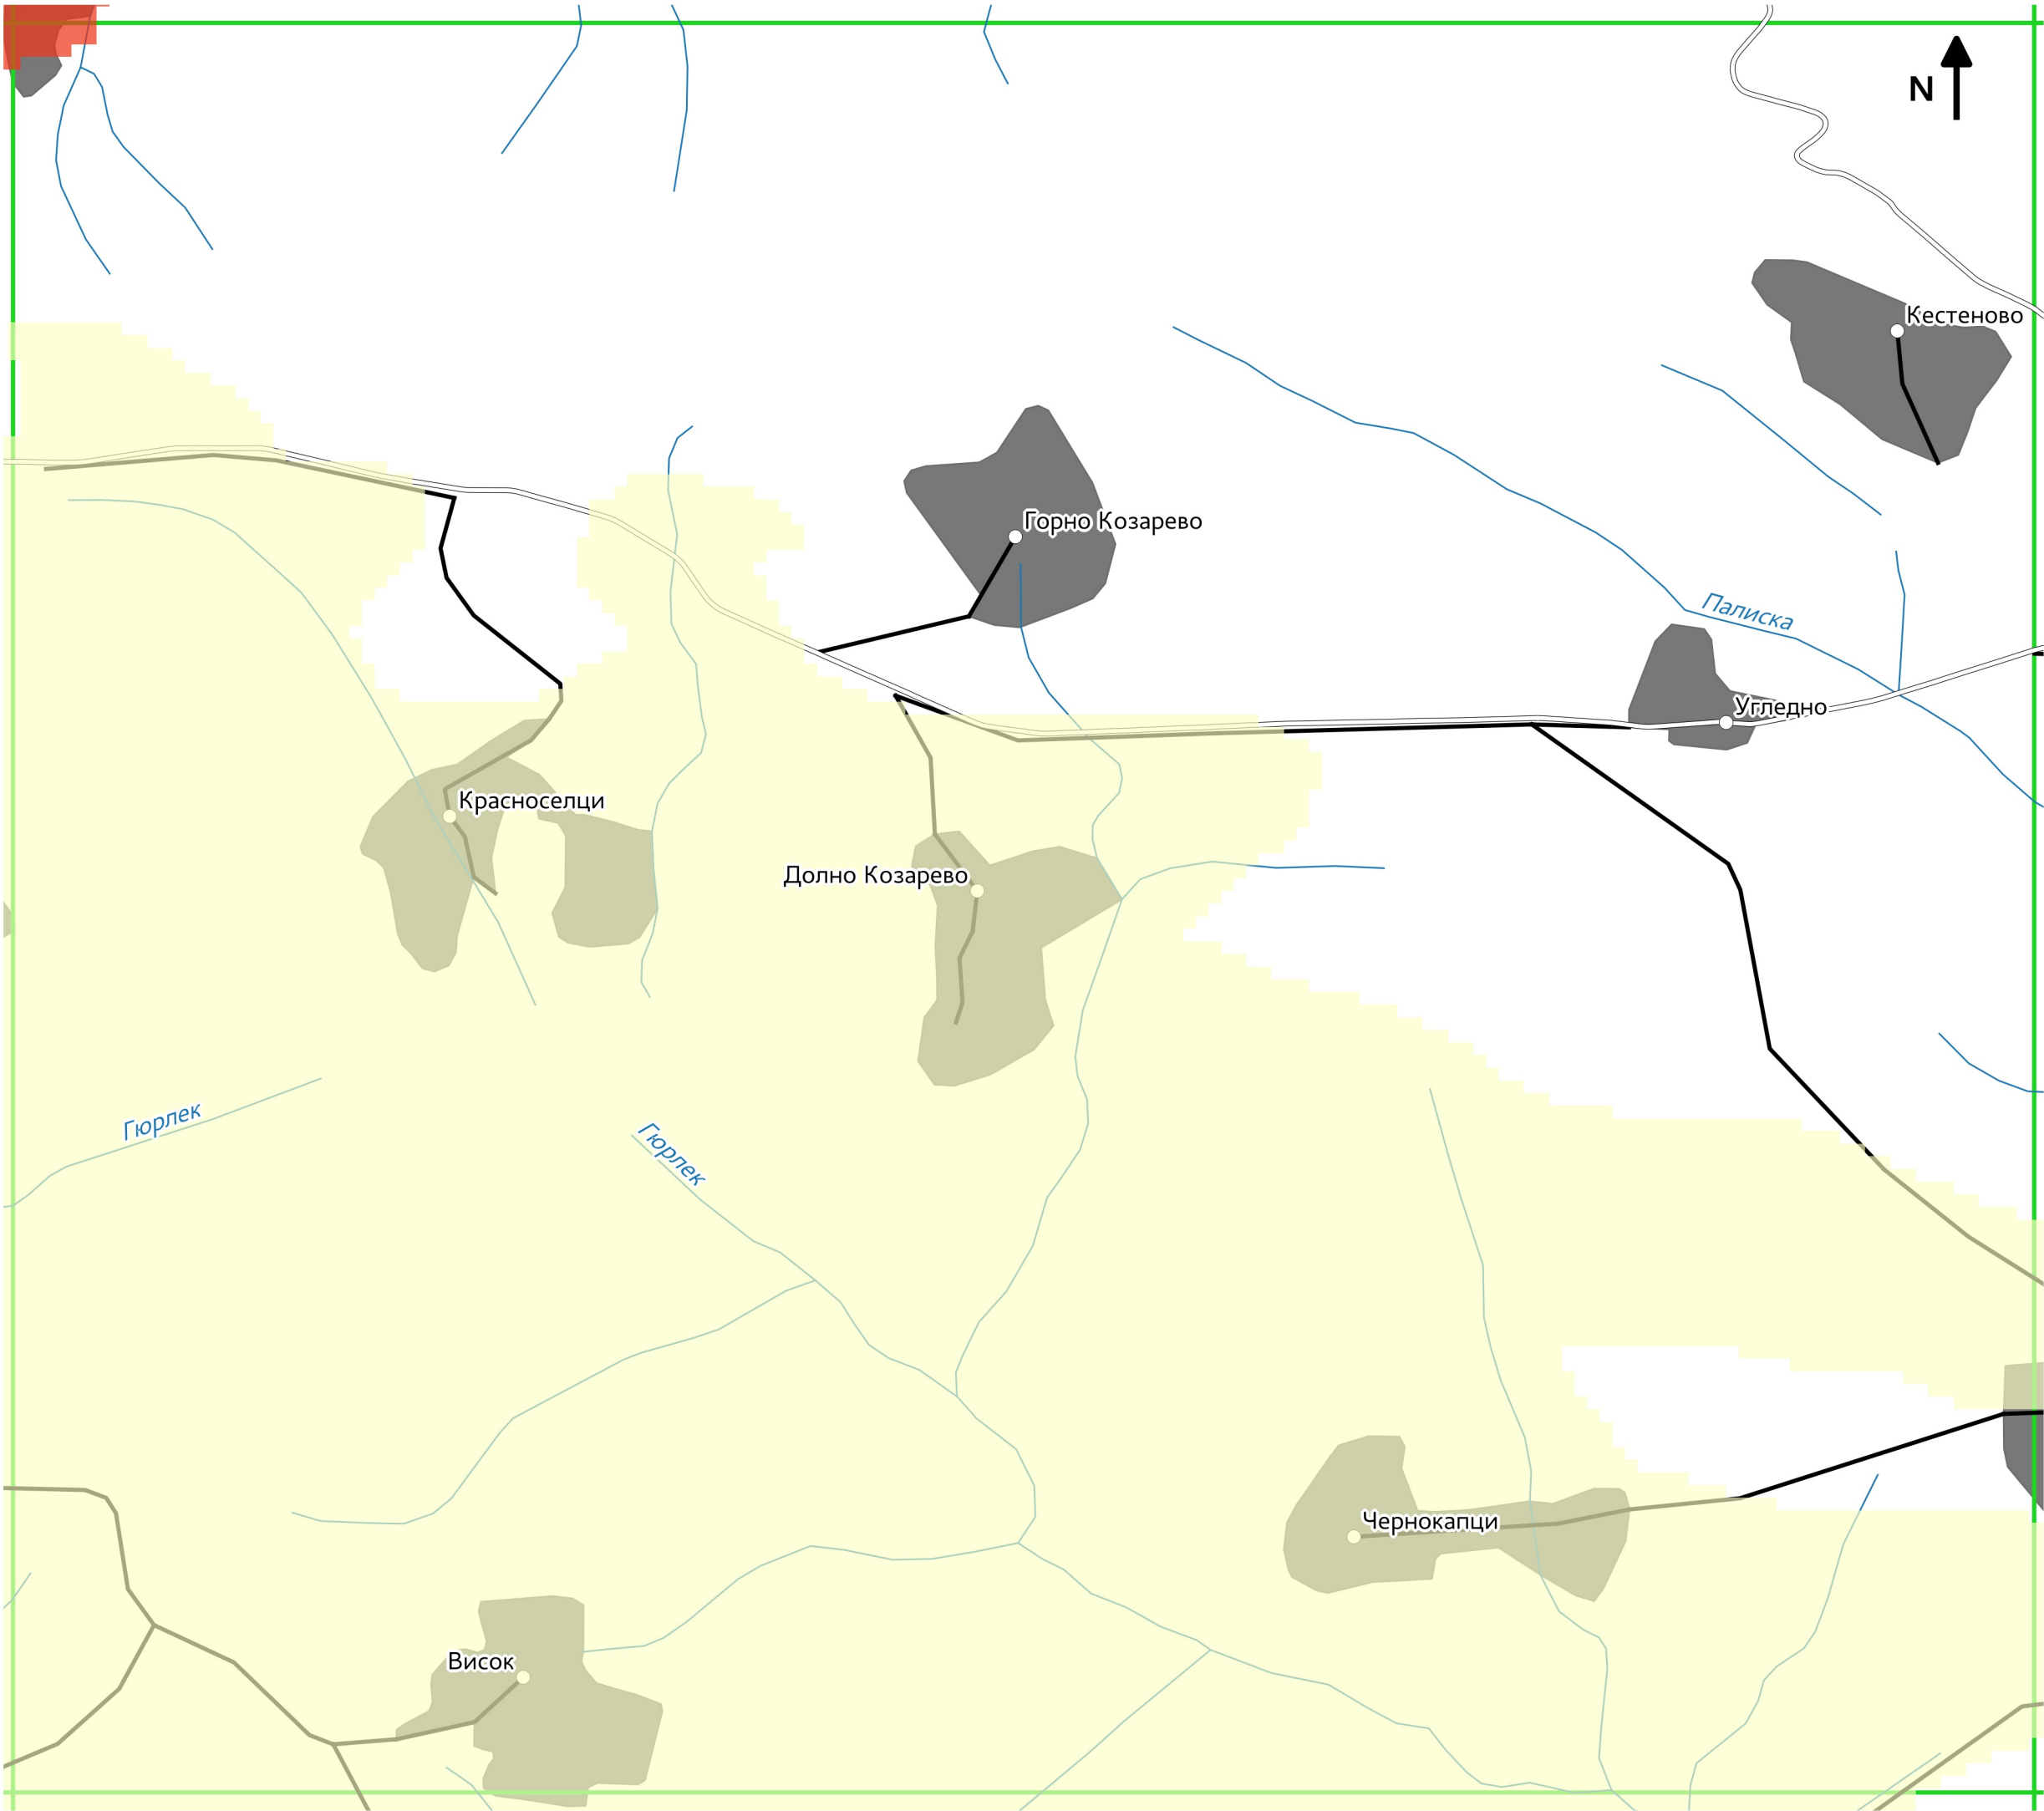 N
Кестеново
Горно Козарево
Палиска
Угледно
Красноселци
Долно Козарево
Гюрлек
Гюрлек
Чернокапци
Висок